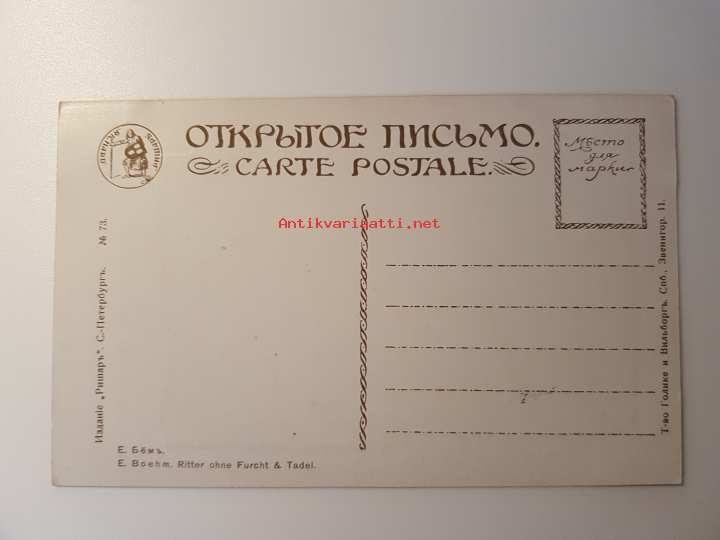 ОТКРЫТОЕ ПИСЬМО.
CARTE POSTALE.
Мѣсто
для
марки
Antikvariaatti.net
Изданіе „Ришаръ“. С.-Петербургъ. № 73.
Т-во Голике и Вильборгъ. Спб., Звенигор. 11.
Е. Бёмъ.
E. Boehm. Ritter ohne Furcht & Tadel.